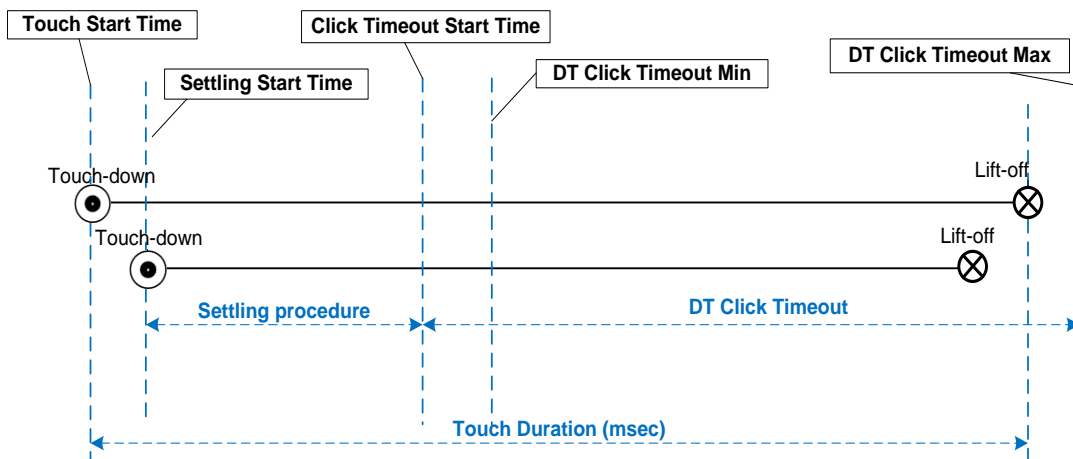 Touch Start Time
Click Timeout Start Time
DT Click Timeout Max
DT Click Timeout Min
Settling Start Time
Touch-down
Lift-off
Touch-down
Lift-off
Settling procedure
DT Click Timeout
Touch Duration (msec)